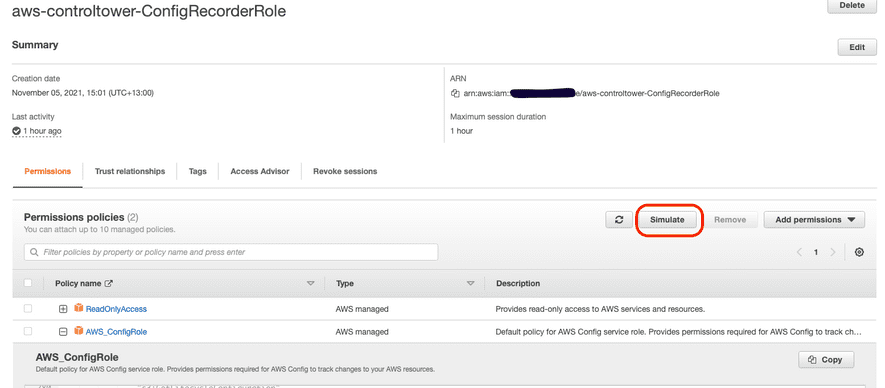 aws-controltower-ConfigRecorderRole
Delete
Summary
Edit
Creation date
November 05, 2021, 15:01 (UTC+13:00)
ARN
arn:aws:iam: e/aws-controltower-ConfigRecorderRole
Last activity
1 hour ago
Maximum session duration
1 hour
Permissions
Trust relationships
Tags
Access Advisor
Revoke sessions
Permissions policies (2)
You can attach up to 10 managed policies.
Simulate
Remove
Add permissions
Filter policies by property or policy name and press enter
1
Policy name
Type
Description
ReadOnlyAccess
AWS managed
Provides read-only access to AWS services and resources.
AWS_ConfigRole
AWS managed
Default policy for AWS Config service role. Provides permissions required for AWS Config to track ch...
AWS_ConfigRole
Default policy for AWS Config service role. Provides permissions required for AWS Config to track changes to your AWS resources.
Copy